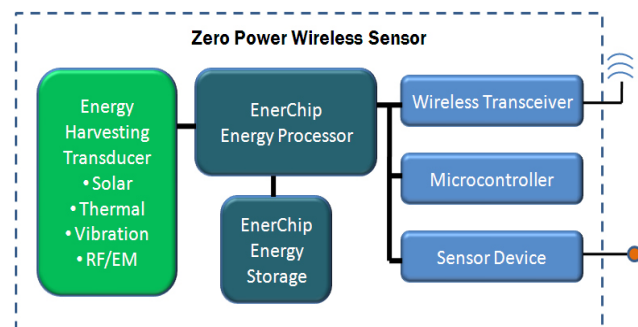 Zero Power Wireless Sensor
Energy
Harvesting
Transducer
• Solar
• Thermal
• Vibration
• RF/EM
EnerChip
Energy Processor
EnerChip
Energy
Storage
Wireless Transceiver
Microcontroller
Sensor Device